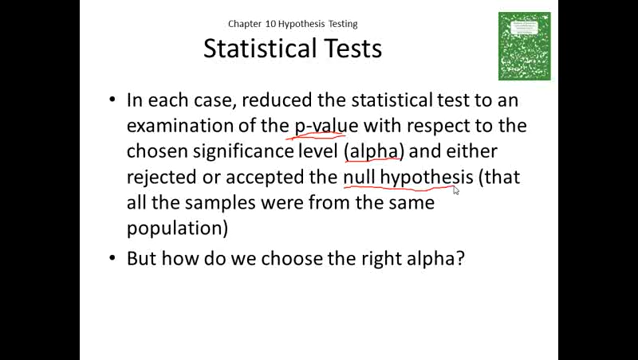 Chapter 10 Hypothesis Testing
Statistical Tests
• In each case, reduced the statistical test to an
examination of the p-value with respect to the
chosen significance level (alpha) and either
rejected or accepted the null hypothesis (that
all the samples were from the same
population)
• But how do we choose the right alpha?